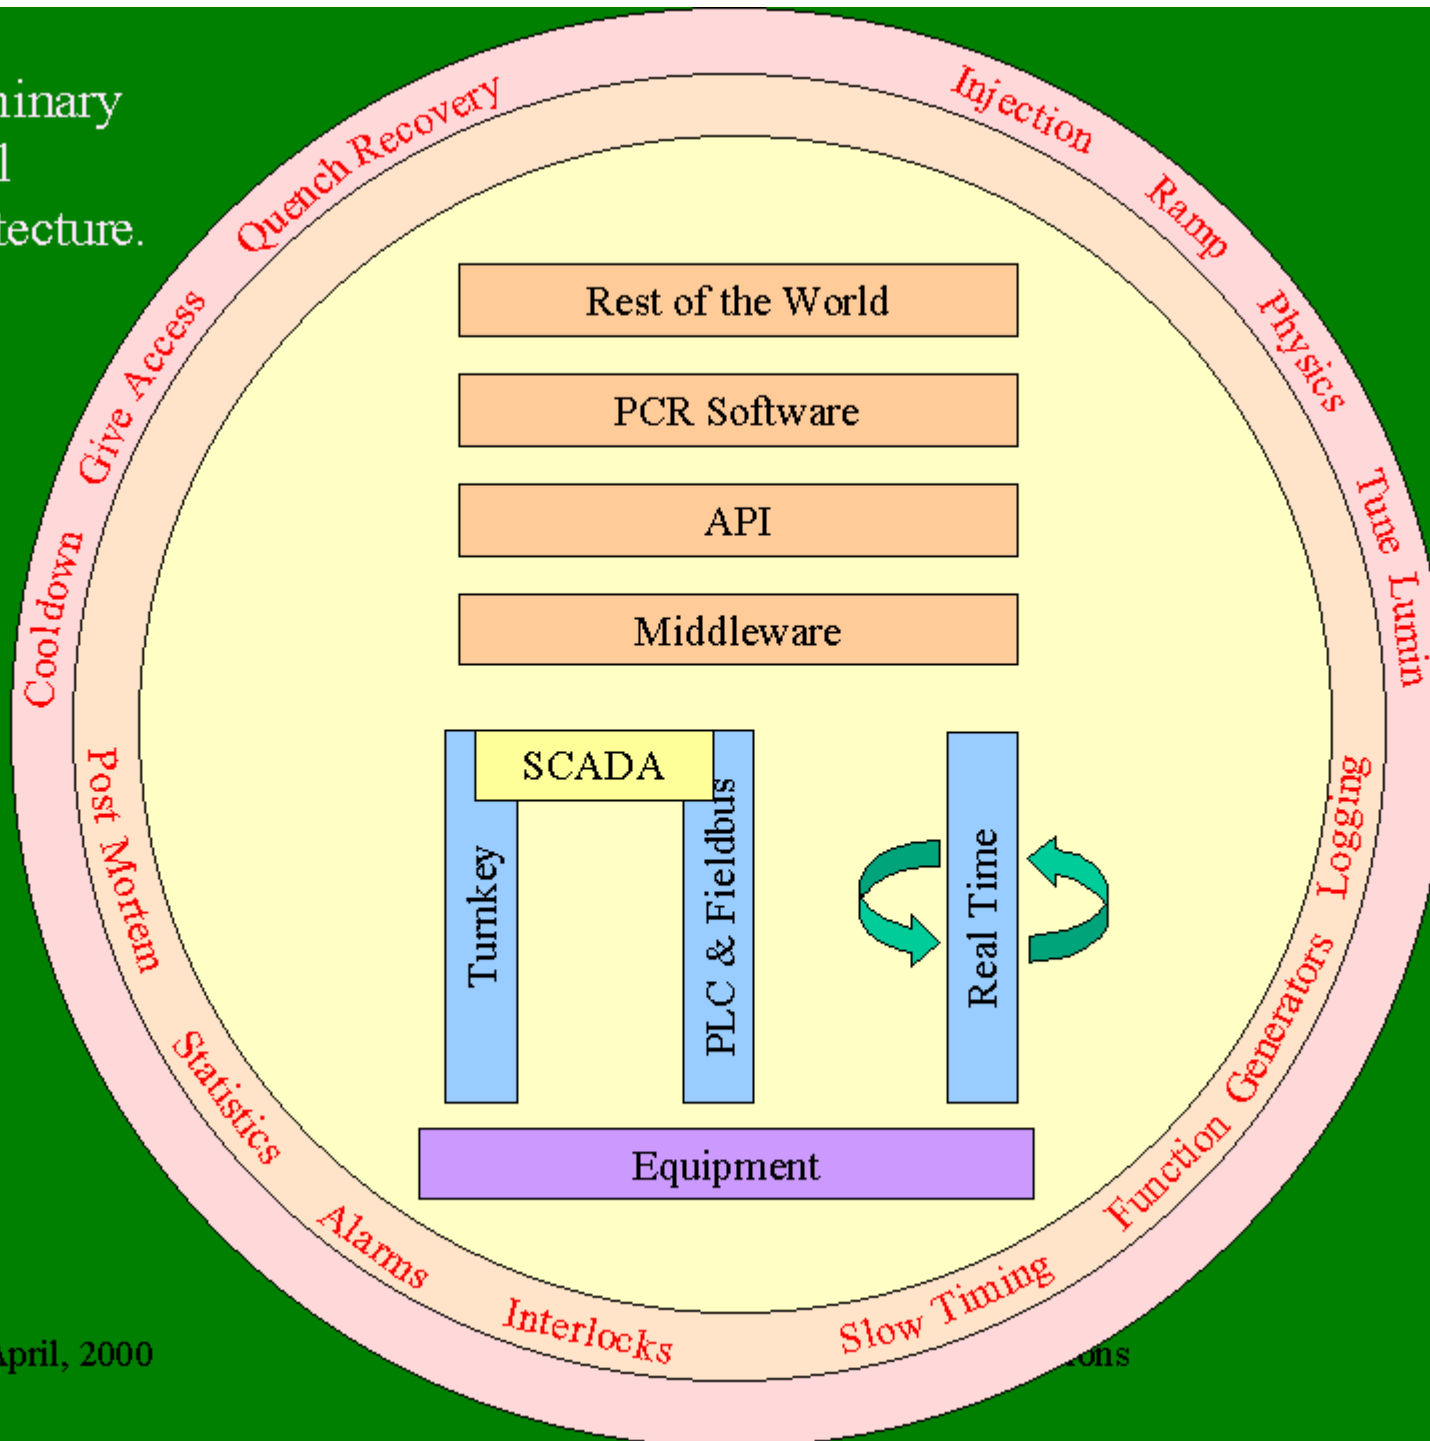 minary
l
tecture.
Quench Recovery
Injection
Ramp
Give Access
Physics
Cooldown
Tune Lumin
Rest of the World
PCR Software
API
Middleware
SCADA
Turnkey
PLC & Fieldbus
Real Time
Equipment
Post Mortem
Logging
Statistics
Function Generators
Alarms
Slow Timing
Interlocks
April, 2000
ons